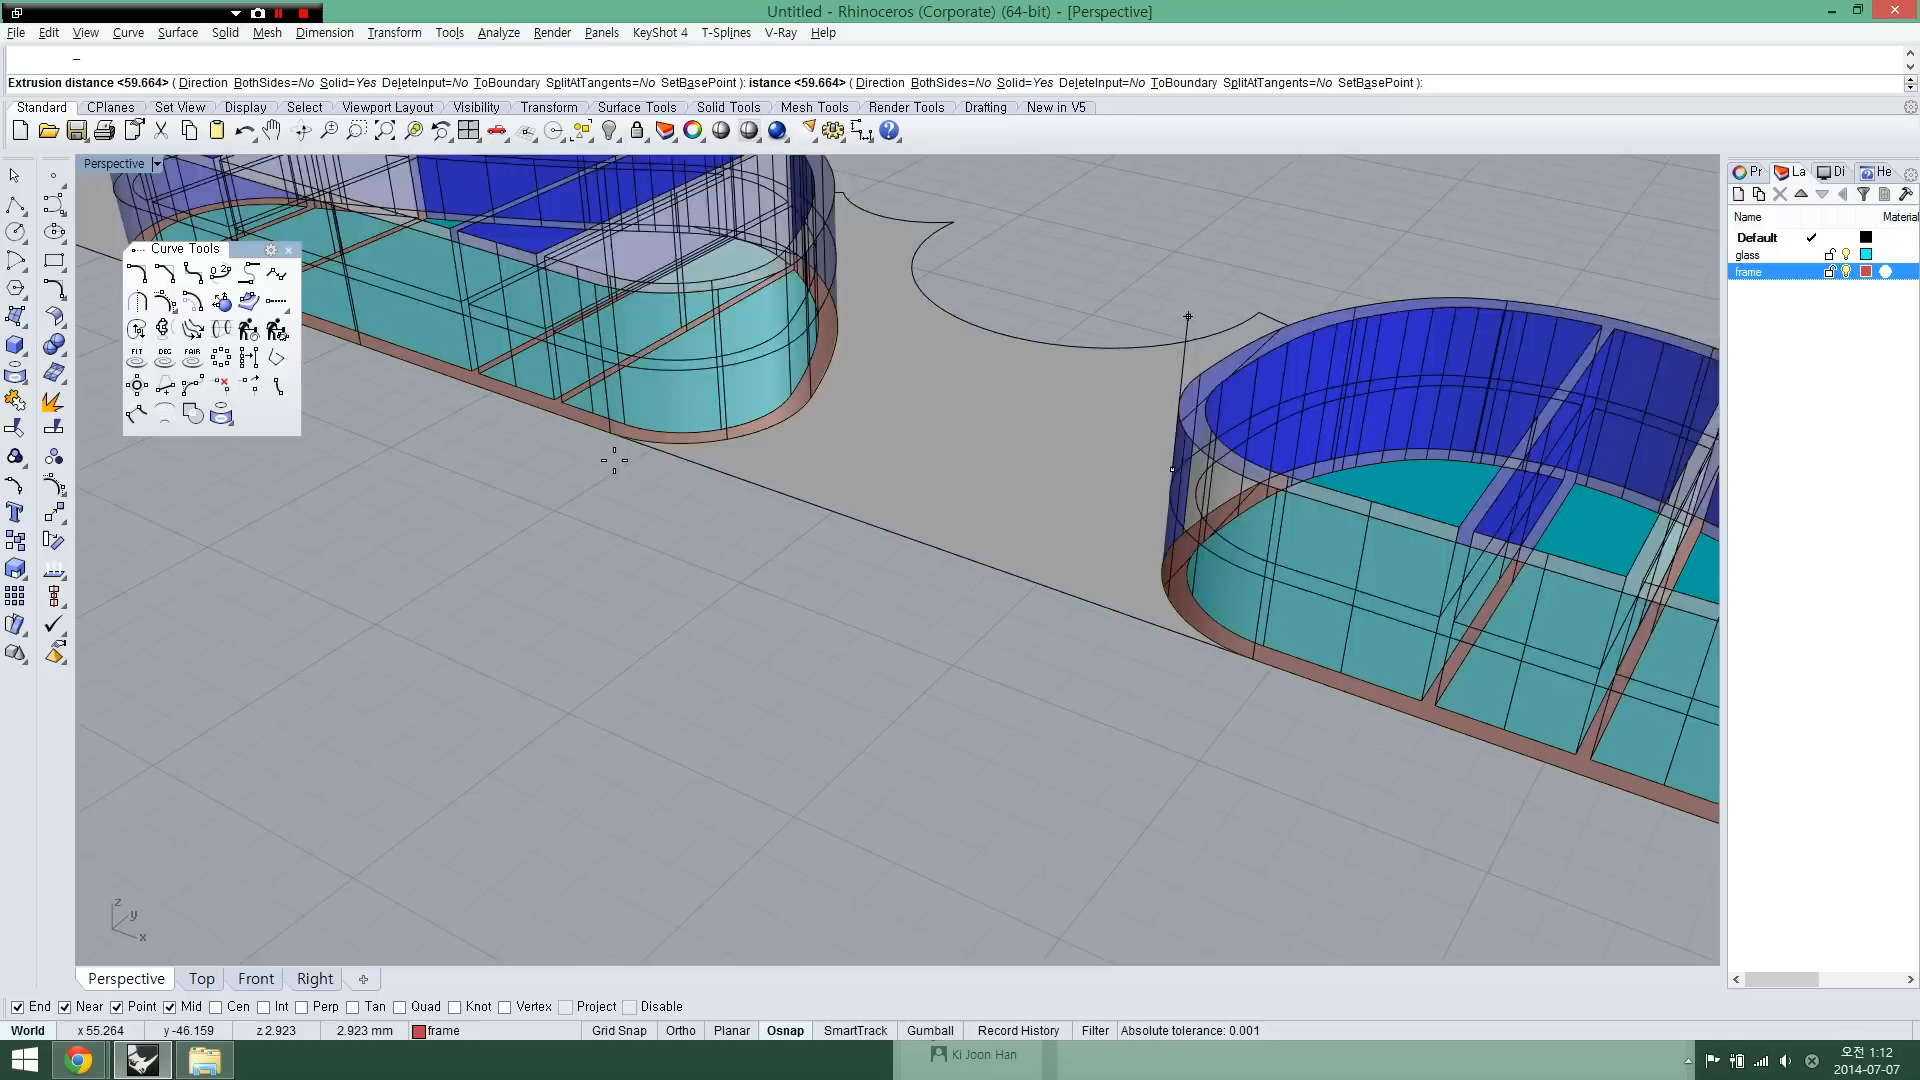 Untitled - Rhinoceros (Corporate) (64-bit) - [Perspective]
File Edit View Curve Surface Solid Mesh Dimension Transform Tools Analyze Render Panels KeyShot 4 T-Splines V-Ray Help
Extrusion distance <59.664> ( Direction BothSides=No Solid=Yes DeleteInput=No ToBoundary SplitAtTangents=No SetBasePoint ): istance <59.664> ( Direction BothSides=No Solid=Yes DeleteInput=No ToBoundary SplitAtTangents=No SetBasePoint ):
Standard CPlanes Set View Display Select Viewport Layout Visibility Transform Surface Tools Solid Tools Mesh Tools Render Tools Drafting New in V5
Perspective
Pr La Di He
Name Material
Default
glass
frame
Curve Tools
FIT DEG FAIR
z
y
x
Perspective Top Front Right
End Near Point Mid Cen Int Perp Tan Quad Knot Vertex Project Disable
World x 55.264 y -46.159 z 2.923 2.923 mm frame Grid Snap Ortho Planar Osnap SmartTrack Gumball Record History Filter Absolute tolerance: 0.001
Ki Joon Han
오전 1:12
2014-07-07